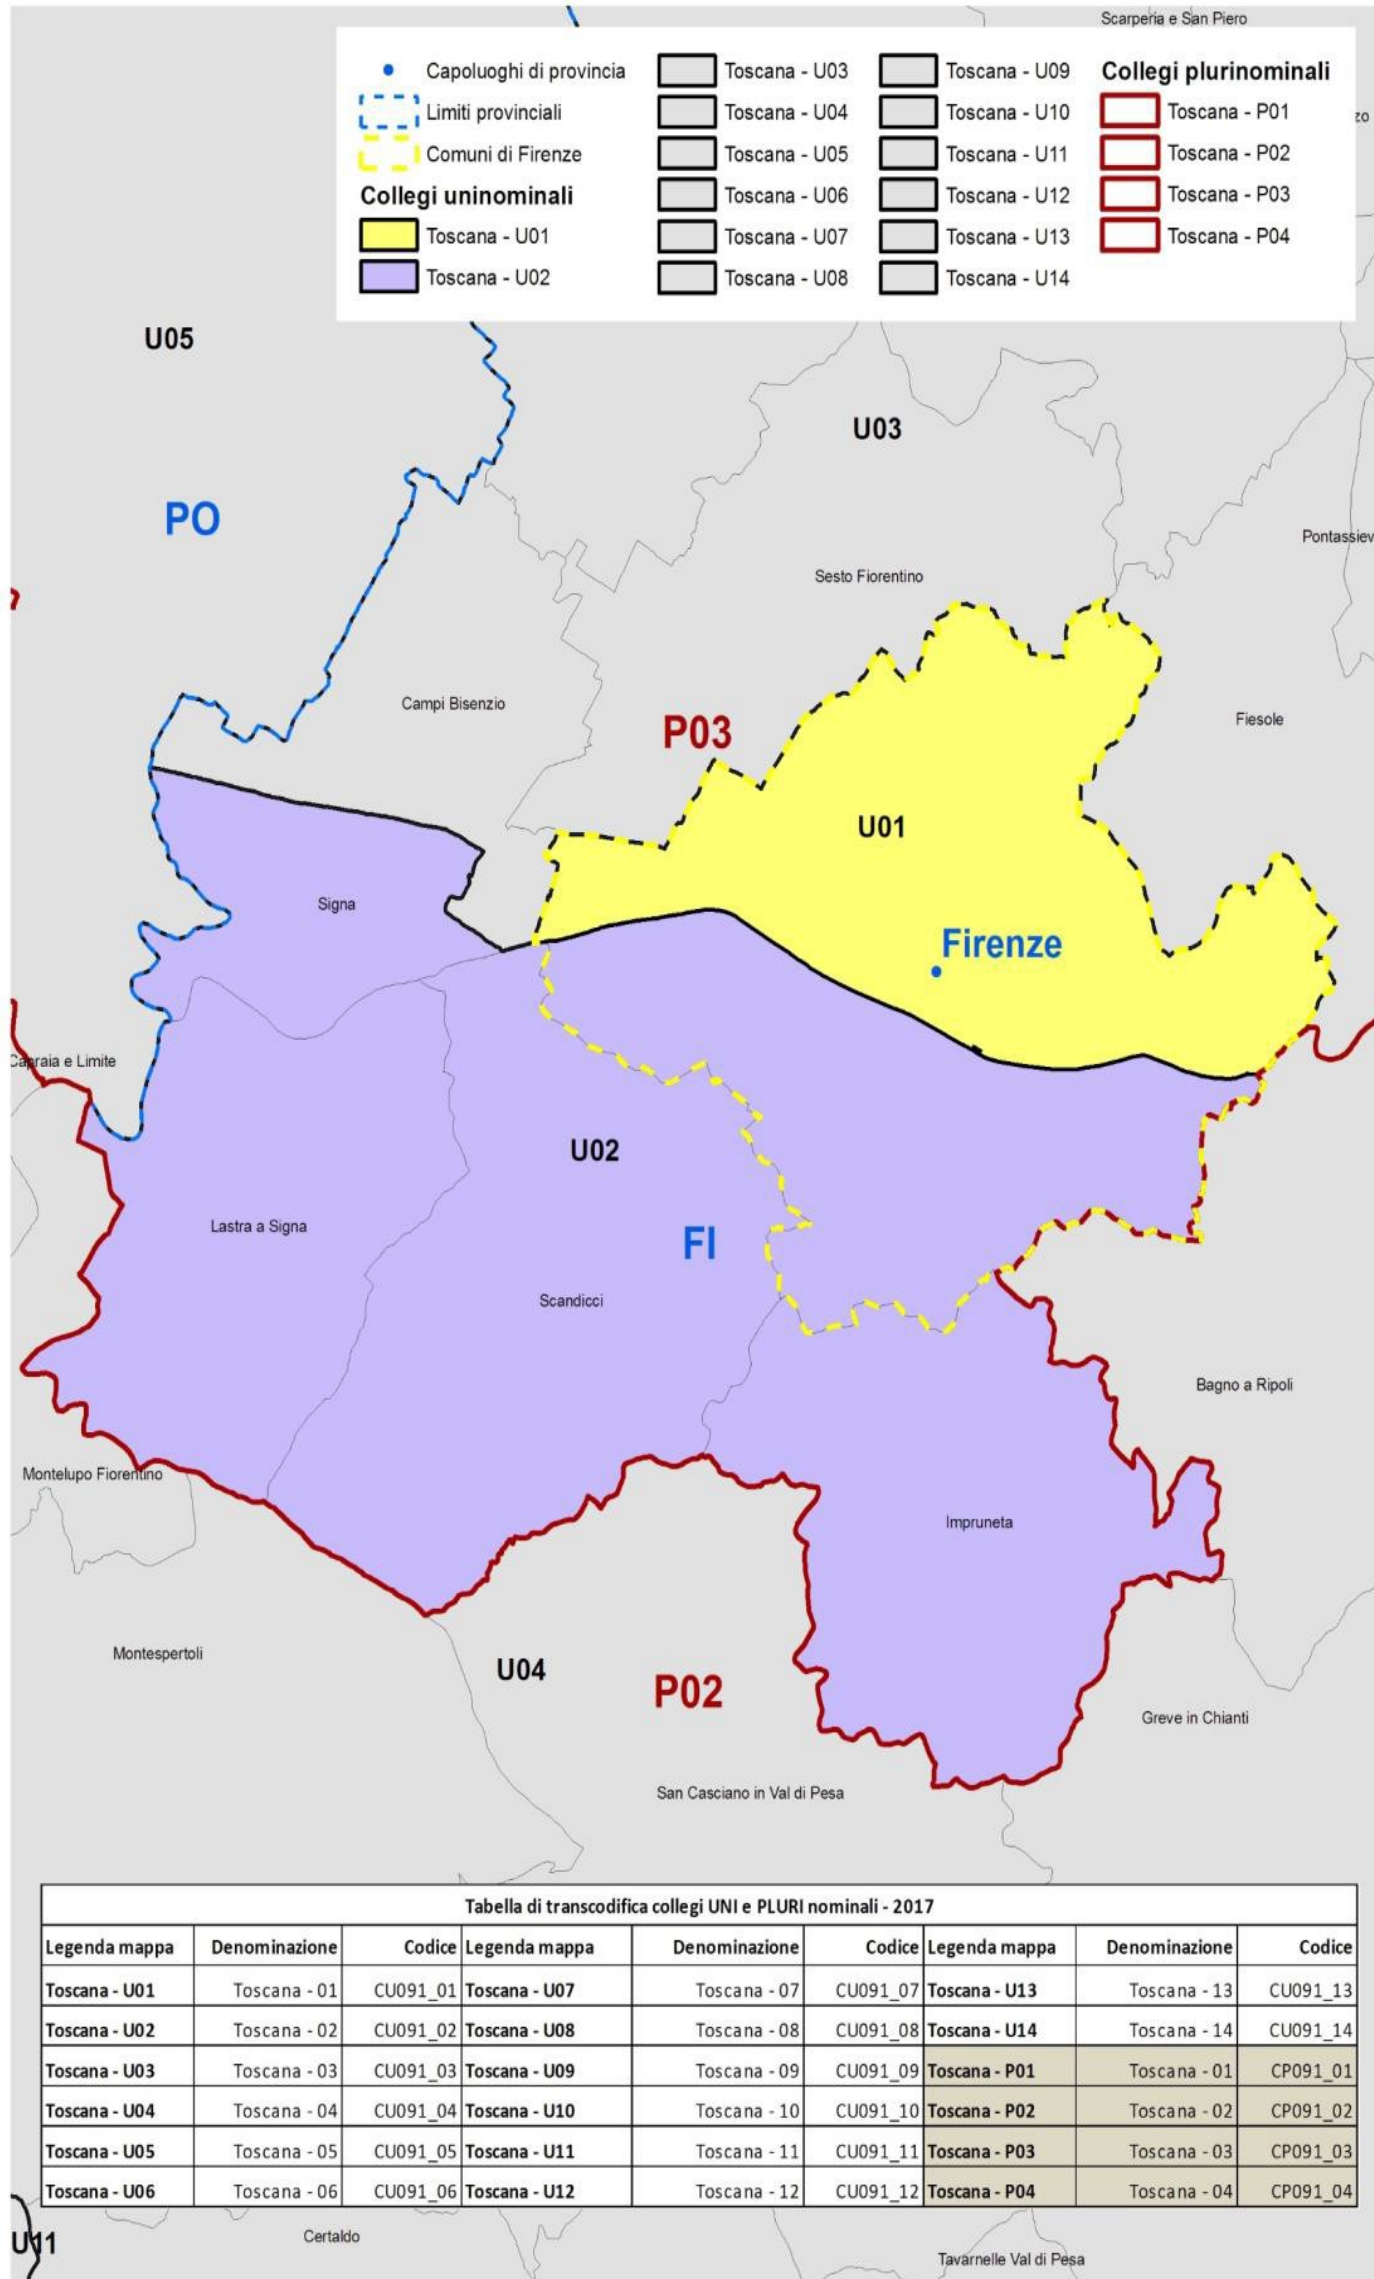 Scarperia e San Piero
Capoluoghi di provincia
Limiti provinciali
Comuni di Firenze
Collegi uninominali
Toscana - U01
Toscana - U02
Toscana - U03
Toscana - U04
Toscana - U05
Toscana - U06
Toscana - U07
Toscana - U08
Toscana - U09
Toscana - U10
Toscana - U11
Toscana - U12
Toscana - U13
Toscana - U14
Collegi plurinominali
Toscana - P01
Toscana - P02
Toscana - P03
Toscana - P04
zo
U05
U03
PO
Pontassiev
Sesto Fiorentino
Campi Bisenzio
P03
Fiesole
U01
Signa
Firenze
Capraia e Limite
U02
Lastra a Signa
FI
Scandicci
Bagno a Ripoli
Montelupo Fiorentino
Impruneta
Montespertoli
U04
P02
Greve in Chianti
San Casciano in Val di Pesa
Tabella di transcodifica collegi UNI e PLURI nominali - 2017
Legenda mappa Denominazione Codice Legenda mappa Denominazione Codice Legenda mappa Denominazione Codice
Toscana - U01 Toscana - 01 CU091_01 Toscana - U07 Toscana - 07 CU091_07 Toscana - U13 Toscana - 13 CU091_13
Toscana - U02 Toscana - 02 CU091_02 Toscana - U08 Toscana - 08 CU091_08 Toscana - U14 Toscana - 14 CU091_14
Toscana - U03 Toscana - 03 CU091_03 Toscana - U09 Toscana - 09 CU091_09 Toscana - P01 Toscana - 01 CP091_01
Toscana - U04 Toscana - 04 CU091_04 Toscana - U10 Toscana - 10 CU091_10 Toscana - P02 Toscana - 02 CP091_02
Toscana - U05 Toscana - 05 CU091_05 Toscana - U11 Toscana - 11 CU091_11 Toscana - P03 Toscana - 03 CP091_03
Toscana - U06 Toscana - 06 CU091_06 Toscana - U12 Toscana - 12 CU091_12 Toscana - P04 Toscana - 04 CP091_04
U11
Certaldo
Tavarnelle Val di Pesa